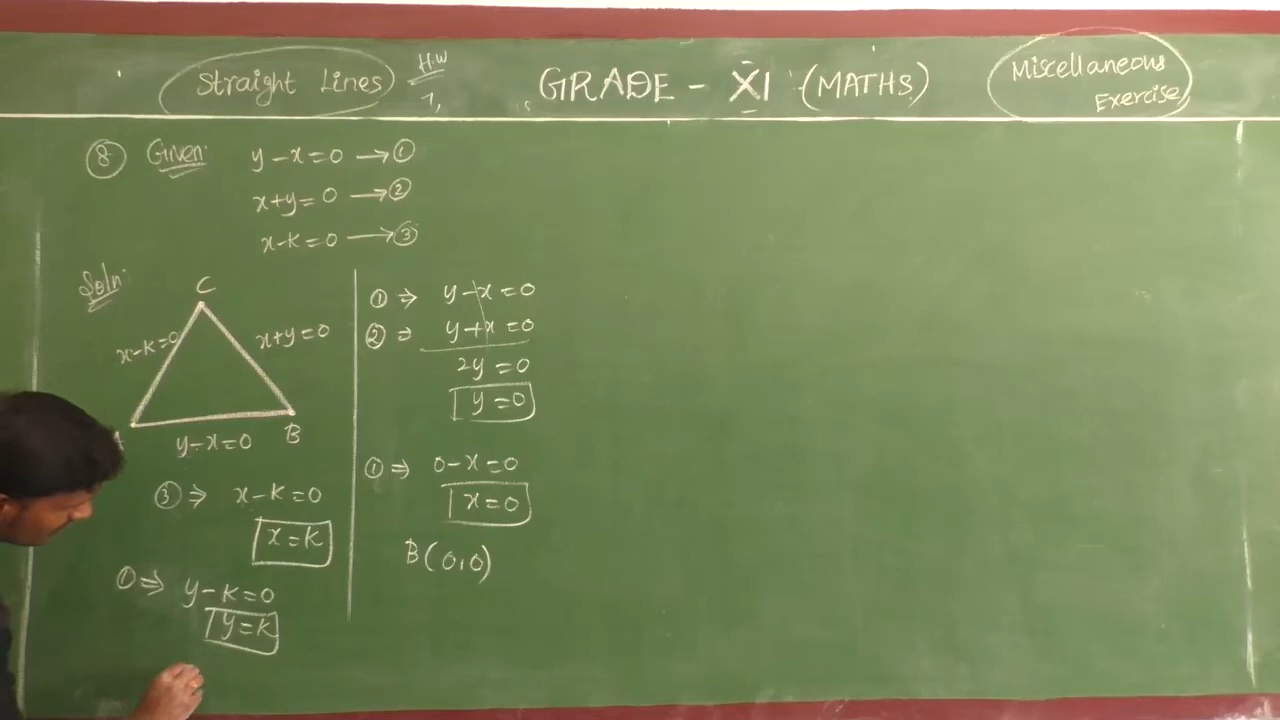 Straight Lines H.W 1, GRADE - XI (MATHS) Miscellaneous Exercise
⑧ Given: y - x = 0 → ①
x + y = 0 → ②
x - k = 0 → ③
Soln:
C
x - k = 0 x + y = 0
A B
y - x = 0
③ ⇒ x - k = 0
x = k
① ⇒ y - k = 0
y = k
① ⇒ y - x = 0
② ⇒ y + x = 0
2y = 0
y = 0
① ⇒ 0 - x = 0
x = 0
B(0,0)